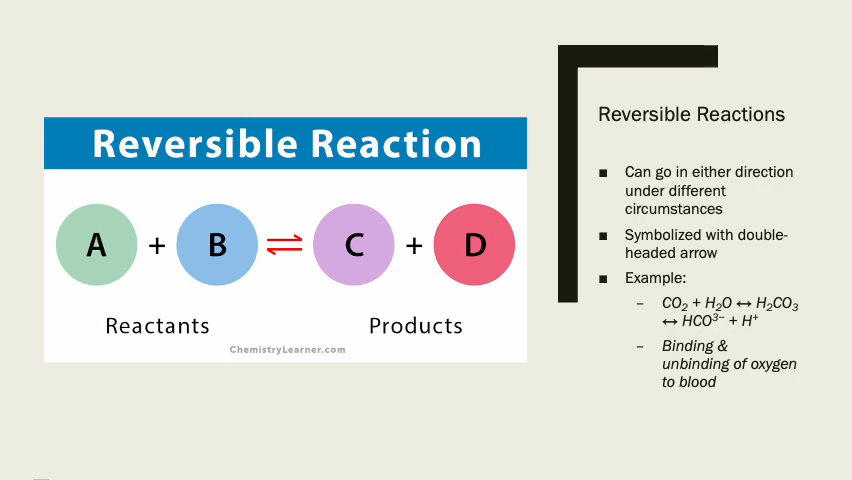 Reversible Reaction
A + B ⇌ C + D
Reactants Products
ChemistryLearner.com
Reversible Reactions
■ Can go in either direction
under different
circumstances
■ Symbolized with double-
headed arrow
■ Example:
– CO₂ + H₂O ↔ H₂CO₃
↔ HCO³⁻ + H⁺
– Binding &
unbinding of oxygen
to blood